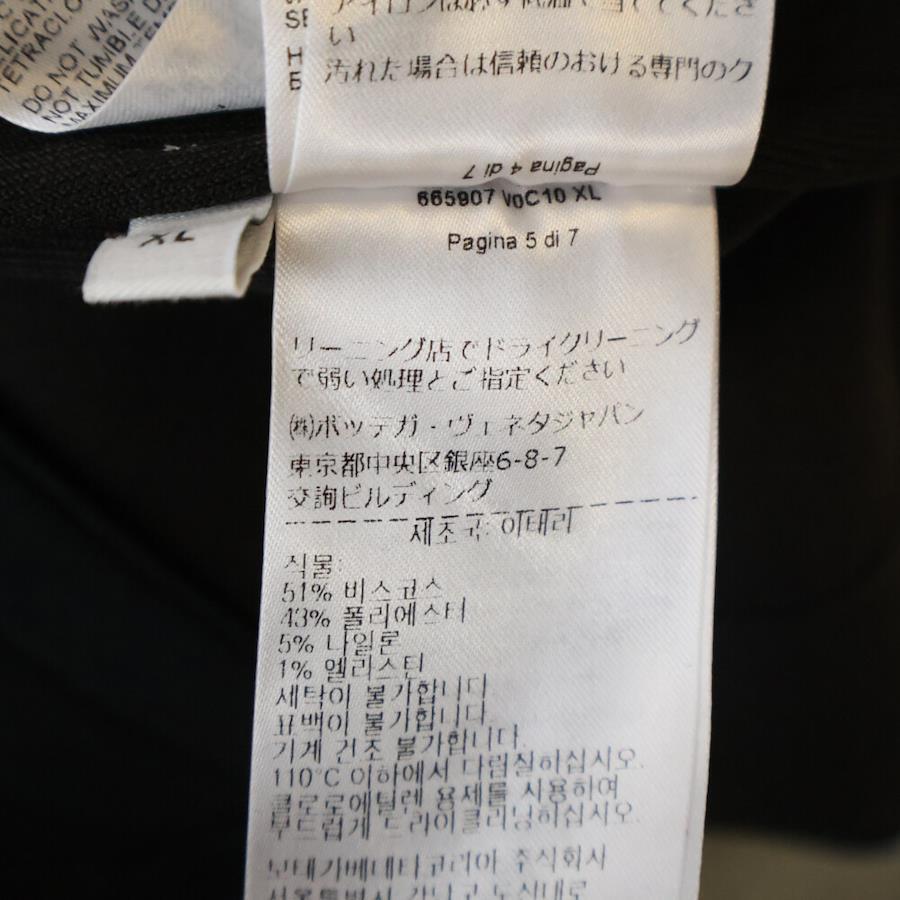 DO NOT WASH
NOT TUMBLE D
MAXIMUM TEM
い
汚れた場合は信頼のおける専門のク
Pagina 4 di 7
XL
665907 V0C10 XL
Pagina 5 di 7
リーニング店でドライクリーニング
で弱い処理とご指定ください
㈱ボッテガ・ヴェネタジャパン
東京都中央区銀座6-8-7
交詢ビルディング
제조국: 이태리
직물:
51% 비스코스
43% 폴리에스터
5% 나일론
1% 엘라스틴
세탁이 불가합니다.
표백이 불가합니다.
기계 건조 불가합니다.
110°C 이하에서 다림질하십시오.
클로로에틸렌 용제를 사용하여
부드럽게 드라이클리닝하십시오.
보테가베네타코리아 주식회사